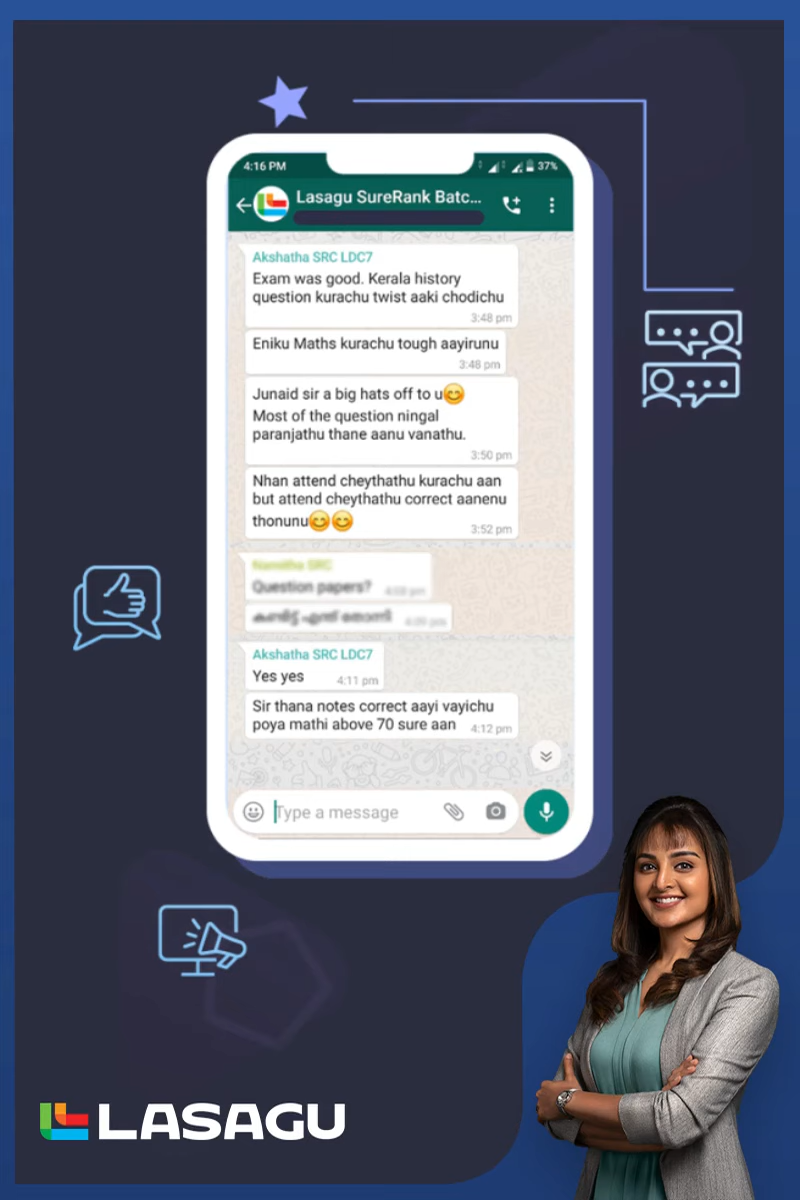 4:16 PM
37%
Lasagu SureRank Batc...
Akshatha SRC LDC7
Exam was good. Kerala history
question kurachu twist aaki chodichu
3:48 pm
Eniku Maths kurachu tough aayirunu
3:48 pm
Junaid sir a big hats off to u😊
Most of the question ningal
paranjathu thane aanu vanathu.
3:50 pm
Nhan attend cheythathu kurachu aan
but attend cheythathu correct aanenu
thonunu😊😊
3:52 pm
Namitha SRC
Question papers?
Akshatha SRC LDC7
Yes yes
4:11 pm
Sir thana notes correct aayi vayichu
poya mathi above 70 sure aan
4:12 pm
Type a message
LASAGU